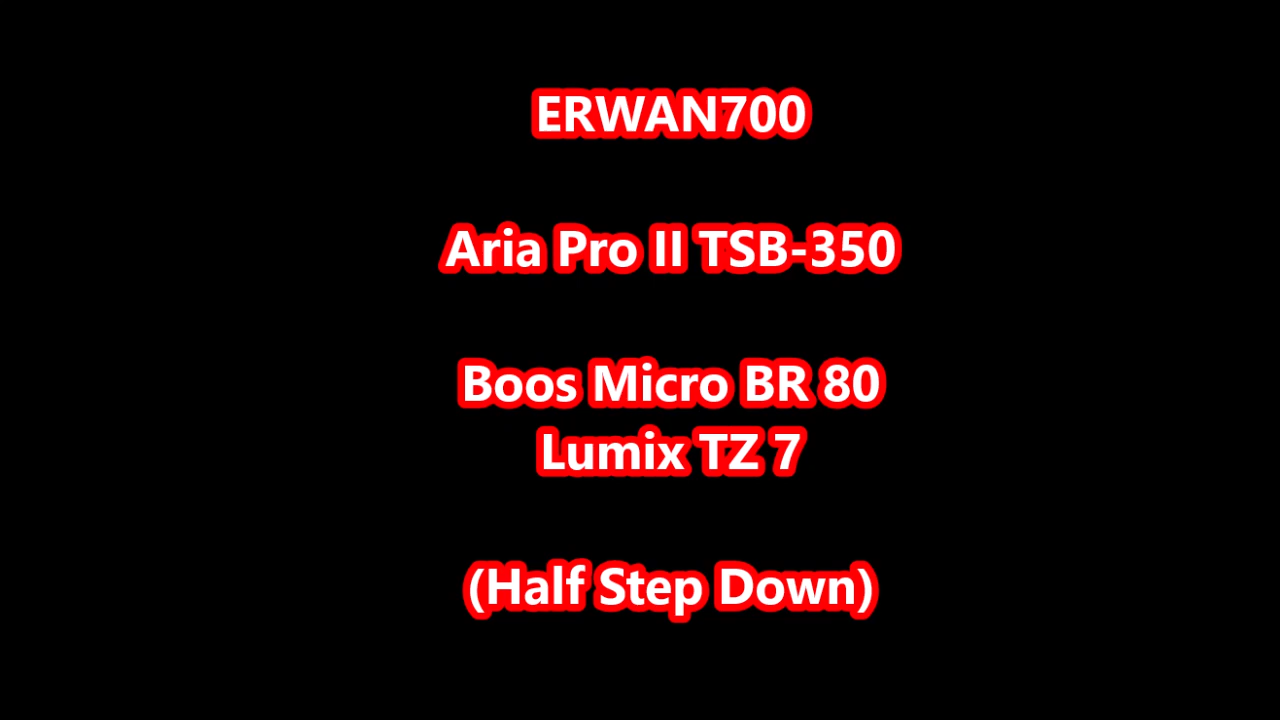 ERWAN700
Aria Pro II TSB-350
Boos Micro BR 80
Lumix TZ 7
(Half Step Down)